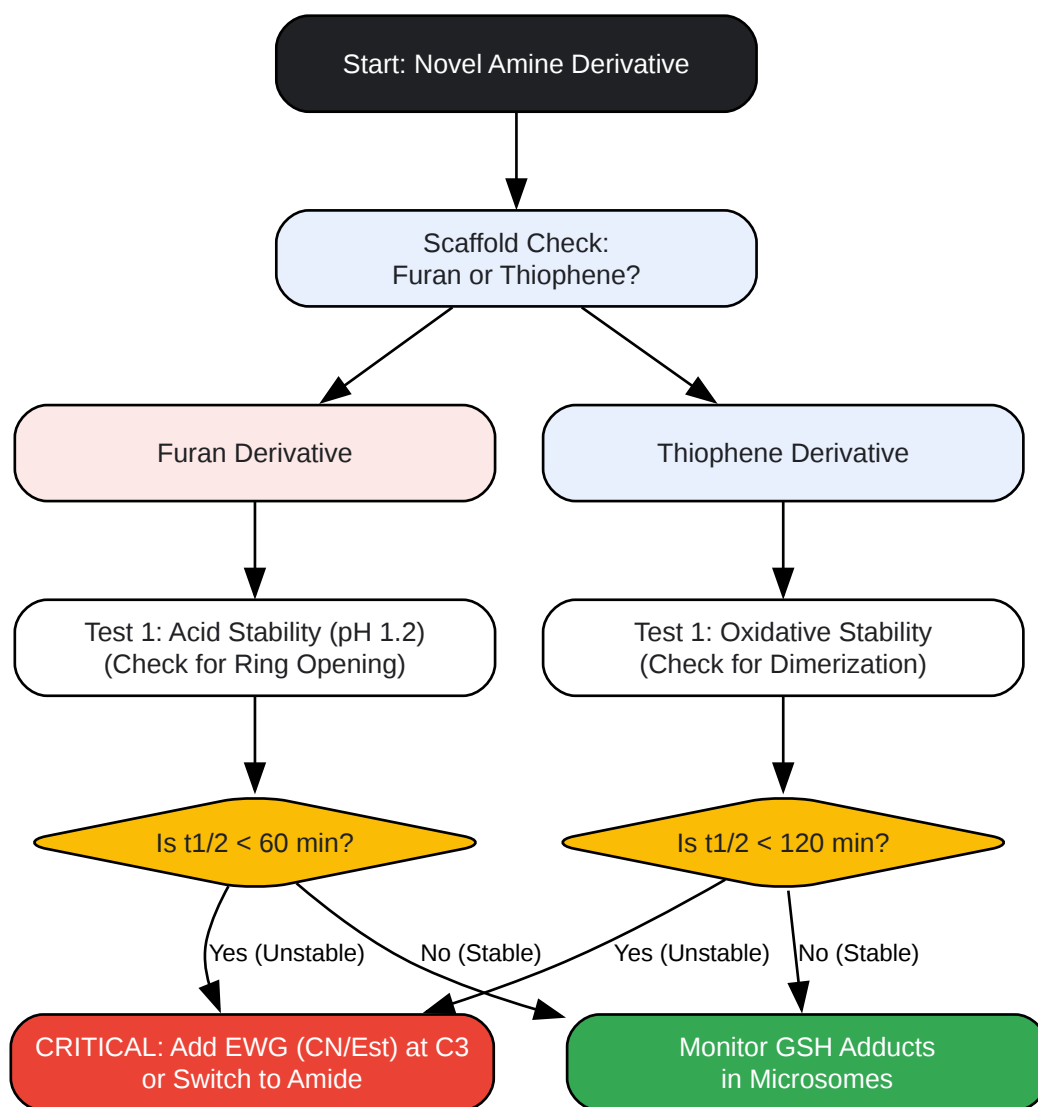 Start: Novel Amine Derivative
Scaffold Check:
Furan or Thiophene?
Furan Derivative
Thiophene Derivative
Test 1: Acid Stability (pH 1.2)
(Check for Ring Opening)
Test 1: Oxidative Stability
(Check for Dimerization)
Is t1/2 < 60 min?
Is t1/2 < 120 min?
Yes (Unstable)
No (Stable)
Yes (Unstable)
No (Stable)
CRITICAL: Add EWG (CN/Est) at C3
or Switch to Amide
Monitor GSH Adducts
in Microsomes